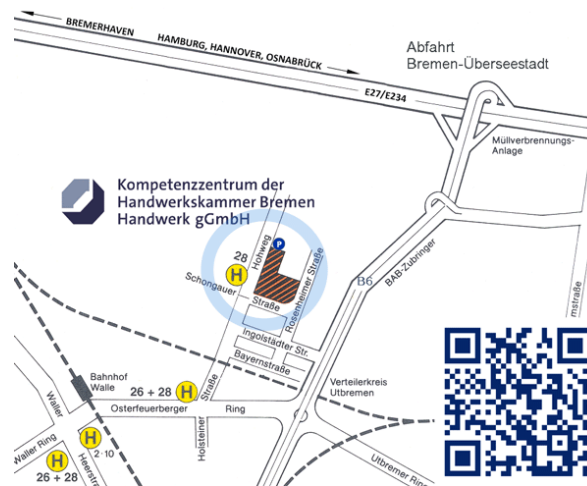 BREMERHAVEN
HAMBURG, HANNOVER, OSNABRÜCK
Abfahrt
Bremen-Überseestadt
E27/E234
Müllverbrennungs-
Anlage
Kompetenzzentrum der
Handwerkskammer Bremen
Handwerk gGmbH
P
28
H
Hohweg
Schongauer
Straße
Rosenheimer Straße
B6
BAB-Zubringer
mstraße
Ingolstädter Str.
Bayernstraße
Bahnhof
Walle
26 + 28 H
Straße
Verteilerkreis
Utbremen
Waller
Osterfeuerberger Ring
Holsteiner
Waller Ring
H
2·10
H
26 + 28
Heerstr
Utbremer Ring